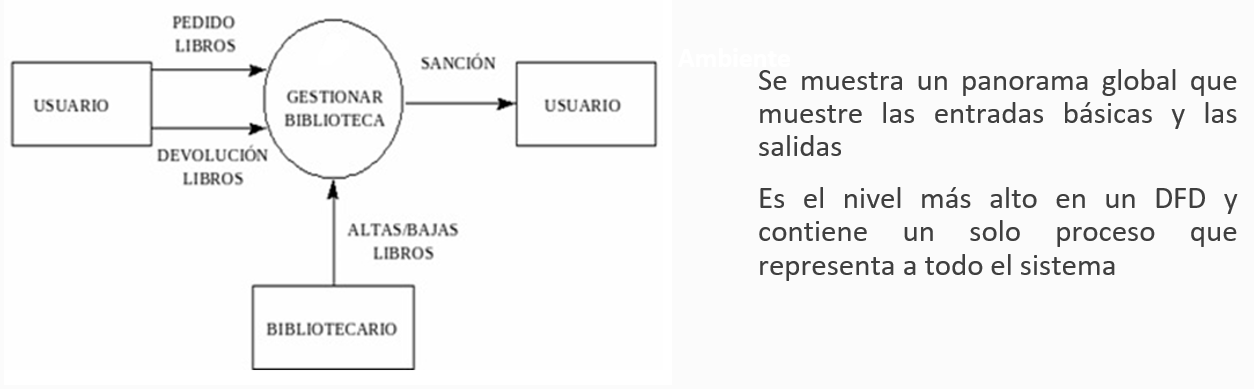 PEDIDO
LIBROS
USUARIO
DEVOLUCIÓN
LIBROS
GESTIONAR
BIBLIOTECA
SANCIÓN
USUARIO
ALTAS/BAJAS
LIBROS
BIBLIOTECARIO
Ambiente
Se muestra un panorama global que
muestre las entradas básicas y las
salidas
Es el nivel más alto en un DFD y
contiene un solo proceso que
representa a todo el sistema